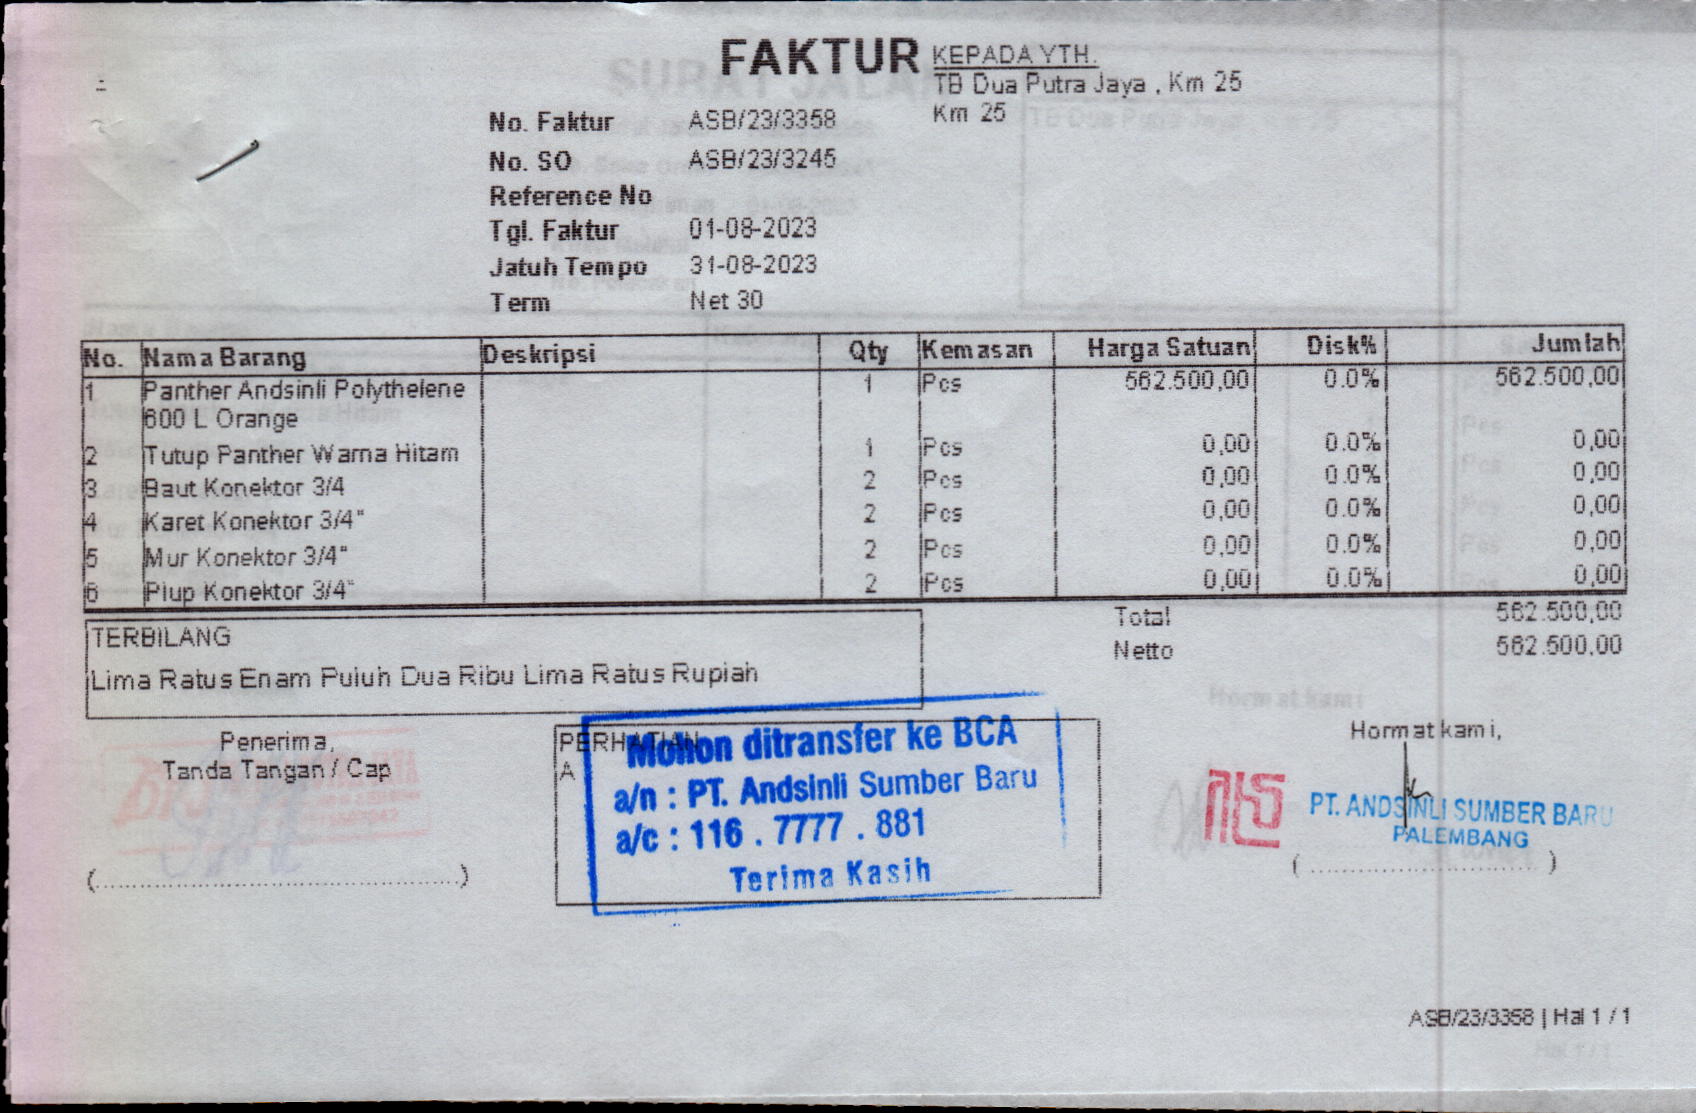 FAKTUR
KEPADA YTH.
TB Dua Putra Jaya , Km 25
Km 25
No. Faktur ASB/23/3358
No. SO ASB/23/3245
Reference No
Tgl. Faktur 01-08-2023
Jatuh Tempo 31-08-2023
Term Net 30
No. Nama Barang Deskripsi Qty Kemasan Harga Satuan Disk% Jumlah
1 Panther Andsinli Polythelene 1 Pcs 562.500,00 0.0% 562.500,00
600 L Orange
2 Tutup Panther Warna Hitam 1 Pcs 0,00 0.0% 0,00
3 Baut Konektor 3/4 2 Pcs 0,00 0.0% 0,00
4 Karet Konektor 3/4" 2 Pcs 0,00 0.0% 0,00
5 Mur Konektor 3/4" 2 Pcs 0,00 0.0% 0,00
6 Plup Konektor 3/4" 2 Pcs 0,00 0.0% 0,00
Total 562.500,00
Netto 562.500,00
TERBILANG
Lima Ratus Enam Puluh Dua Ribu Lima Ratus Rupiah
Penerima,
Tanda Tangan / Cap
(..........................................)
PERHATIAN
A
Mohon ditransfer ke BCA
a/n : PT. Andsinli Sumber Baru
a/c : 116 . 7777 . 881
Terima Kasih
Hormat kami,
PT. ANDSINLI SUMBER BARU
PALEMBANG
(..........................)
ASB/23/3358 | Hal 1 / 1